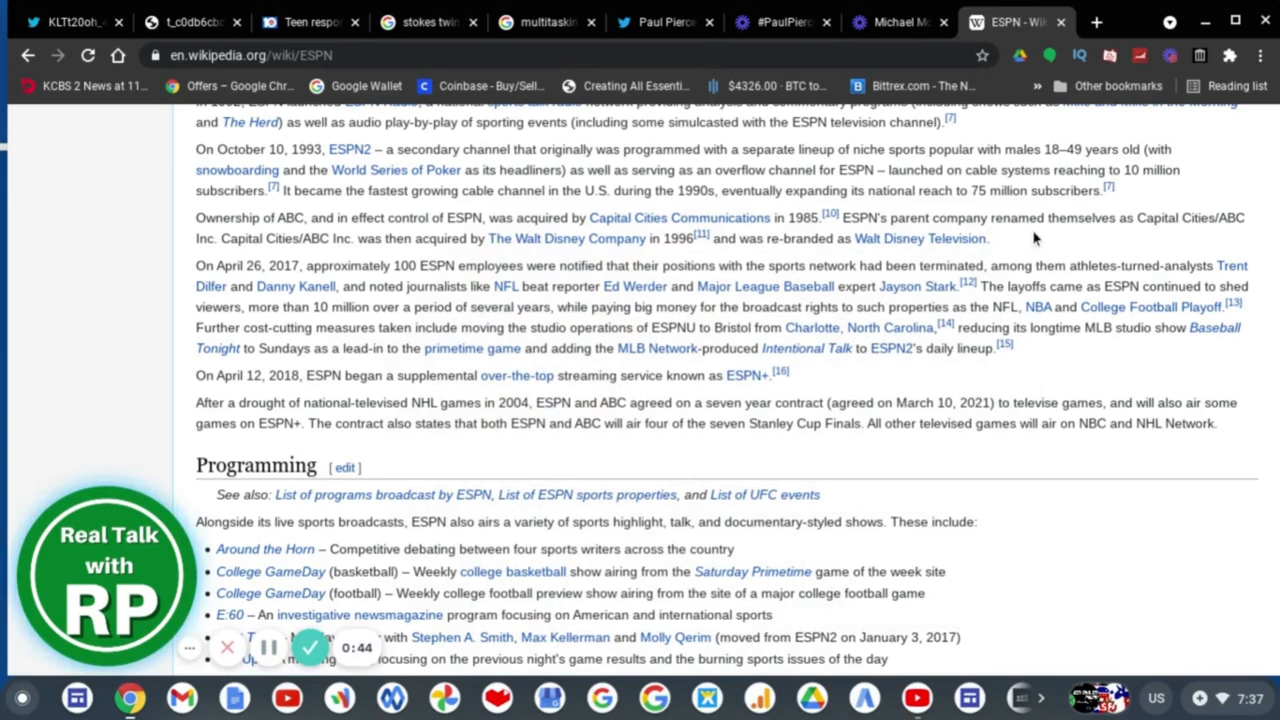 KLTt20oh_
t_c0db6cbc
Teen respor
stokes twin
multitaskin
Paul Pierce
#PaulPierc
Michael Mc
ESPN - Wik
en.wikipedia.org/wiki/ESPN
KCBS 2 News at 11...
Offers – Google Chr...
Google Wallet
Coinbase - Buy/Sell...
Creating All Essenti...
$4326.00 · BTC to...
Bittrex.com - The N...
»
Other bookmarks
Reading list
and The Herd) as well as audio play-by-play of sporting events (including some simulcasted with the ESPN television channel).[7]
On October 10, 1993, ESPN2 – a secondary channel that originally was programmed with a separate lineup of niche sports popular with males 18–49 years old (with
snowboarding and the World Series of Poker as its headliners) as well as serving as an overflow channel for ESPN – launched on cable systems reaching to 10 million
subscribers.[7] It became the fastest growing cable channel in the U.S. during the 1990s, eventually expanding its national reach to 75 million subscribers.[7]
Ownership of ABC, and in effect control of ESPN, was acquired by Capital Cities Communications in 1985.[10] ESPN's parent company renamed themselves as Capital Cities/ABC
Inc. Capital Cities/ABC Inc. was then acquired by The Walt Disney Company in 1996[11] and was re-branded as Walt Disney Television.
On April 26, 2017, approximately 100 ESPN employees were notified that their positions with the sports network had been terminated, among them athletes-turned-analysts Trent
Dilfer and Danny Kanell, and noted journalists like NFL beat reporter Ed Werder and Major League Baseball expert Jayson Stark.[12] The layoffs came as ESPN continued to shed
viewers, more than 10 million over a period of several years, while paying big money for the broadcast rights to such properties as the NFL, NBA and College Football Playoff.[13]
Further cost-cutting measures taken include moving the studio operations of ESPNU to Bristol from Charlotte, North Carolina,[14] reducing its longtime MLB studio show Baseball
Tonight to Sundays as a lead-in to the primetime game and adding the MLB Network-produced Intentional Talk to ESPN2's daily lineup.[15]
On April 12, 2018, ESPN began a supplemental over-the-top streaming service known as ESPN+.[16]
After a drought of national-televised NHL games in 2004, ESPN and ABC agreed on a seven year contract (agreed on March 10, 2021) to televise games, and will also air some
games on ESPN+. The contract also states that both ESPN and ABC will air four of the seven Stanley Cup Finals. All other televised games will air on NBC and NHL Network.
Programming [ edit ]
See also: List of programs broadcast by ESPN, List of ESPN sports properties, and List of UFC events
Alongside its live sports broadcasts, ESPN also airs a variety of sports highlight, talk, and documentary-styled shows. These include:
• Around the Horn – Competitive debating between four sports writers across the country
• College GameDay (basketball) – Weekly college basketball show airing from the Saturday Primetime game of the week site
• College GameDay (football) – Weekly college football preview show airing from the site of a major college football game
• E:60 – An investigative newsmagazine program focusing on American and international sports
with Stephen A. Smith, Max Kellerman and Molly Qerim (moved from ESPN2 on January 3, 2017)
focusing on the previous night's game results and the burning sports issues of the day
Real Talk
with
RP
0:44
US
7:37